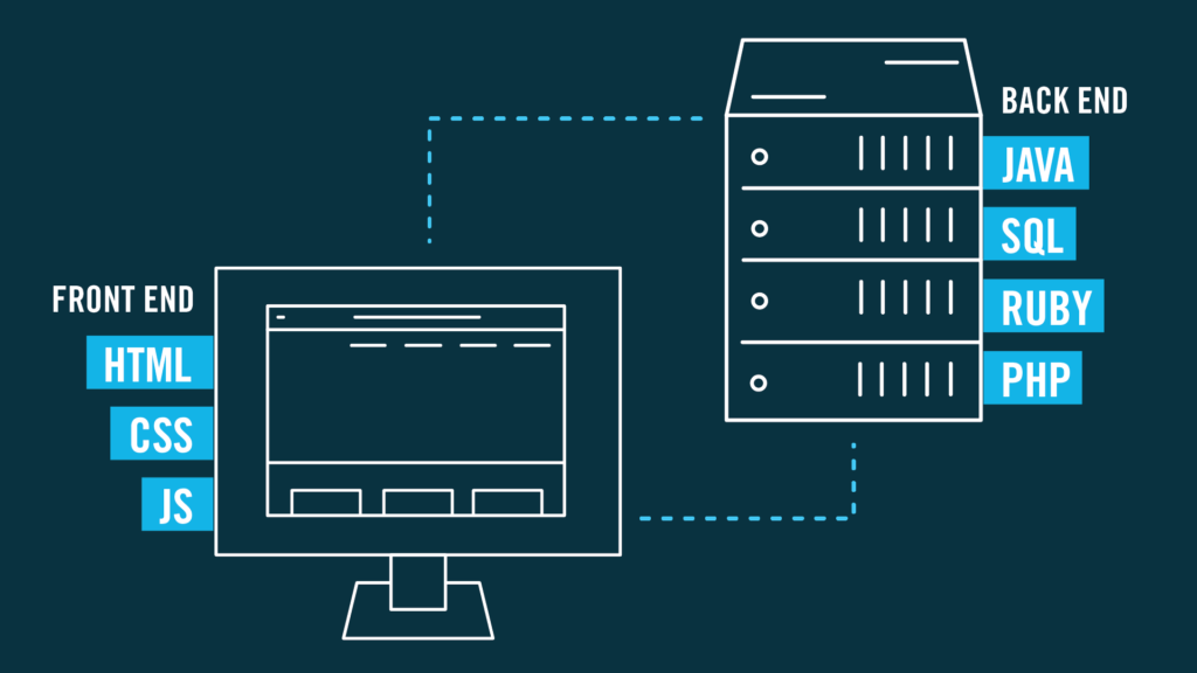 FRONT END
HTML
CSS
JS
BACK END
JAVA
SQL
RUBY
PHP